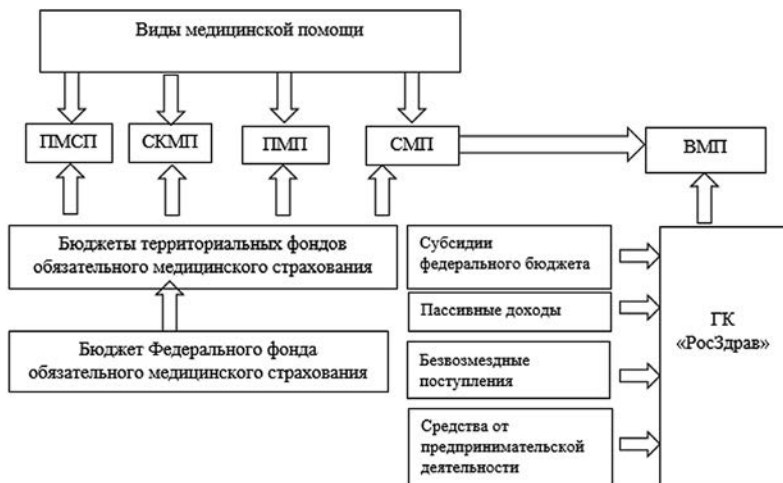 Виды медицинской помощи
ПМСП
СКМП
ПМП
СМП
ВМП
Бюджеты территориальных фондов
обязательного медицинского страхования
Бюджет Федерального фонда
обязательного медицинского страхования
Субсидии
федерального бюджета
Пассивные доходы
Безвозмездные
поступления
Средства от
предпринимательской
деятельности
ГК
«РосЗдрав»